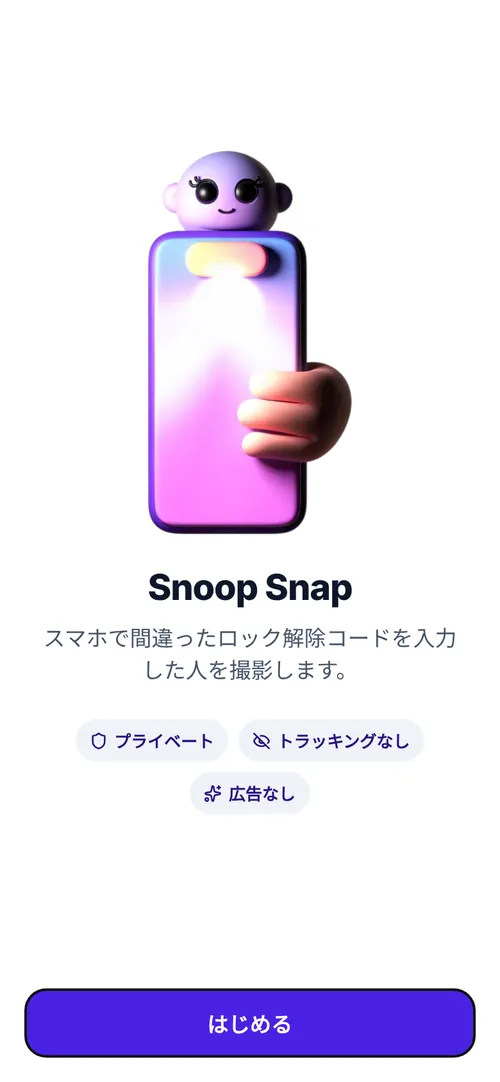 Snoop Snap
スマホで間違ったロック解除コードを入力
した人を撮影します。
プライベート
トラッキングなし
広告なし
はじめる